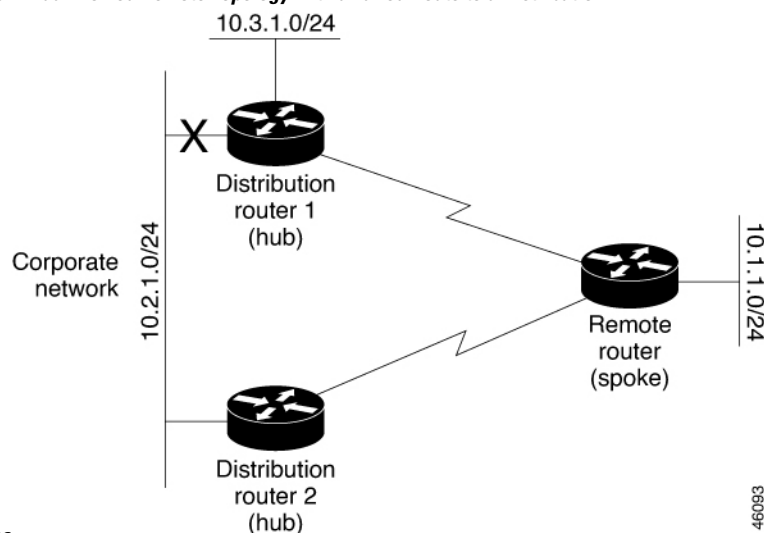 10.3.1.0/24
X
Distribution
router 1
(hub)
Corporate
network
10.2.1.0/24
10.1.1.0/24
Remote
router
(spoke)
Distribution
router 2
(hub)
46093